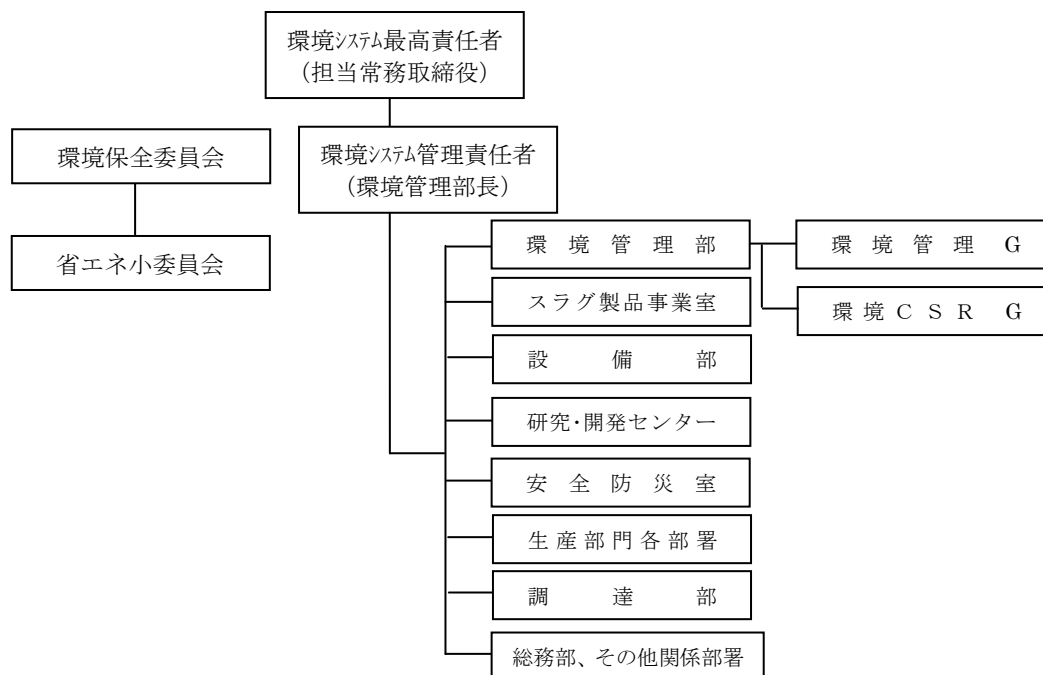 環境ｼｽﾃﾑ最高責任者
（担当常務取締役）
環境保全委員会
環境ｼｽﾃﾑ管理責任者
（環境管理部長）
省エネ小委員会
環境管理部
環境管理G
スラグ製品事業室
環境ＣＳＲ G
設備部
研究・開発センター
安全防災室
生産部門各部署
調達部
総務部、その他関係部署